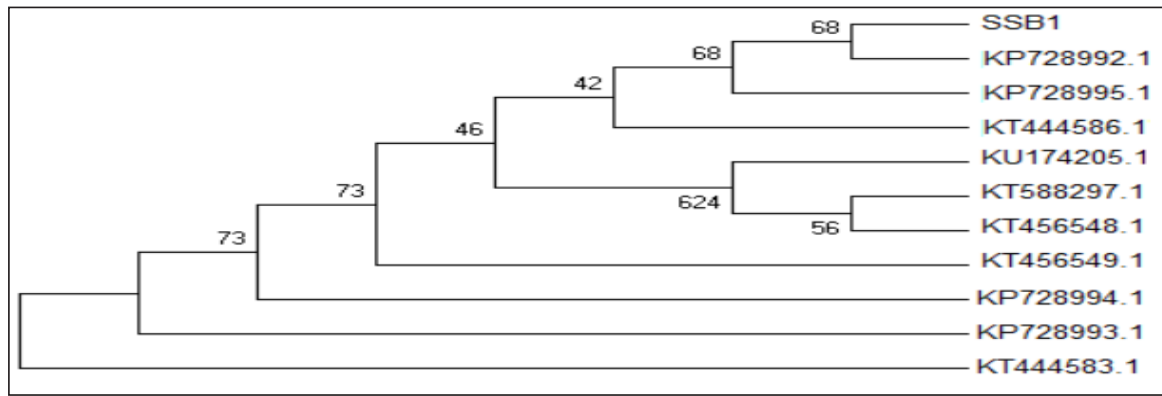 SSB1
68
KP728992.1
68
KP728995.1
42
KT444586.1
46
KU174205.1
KT588297.1
73
624
KT456548.1
56
73
KT456549.1
KP728994.1
KP728993.1
KT444583.1